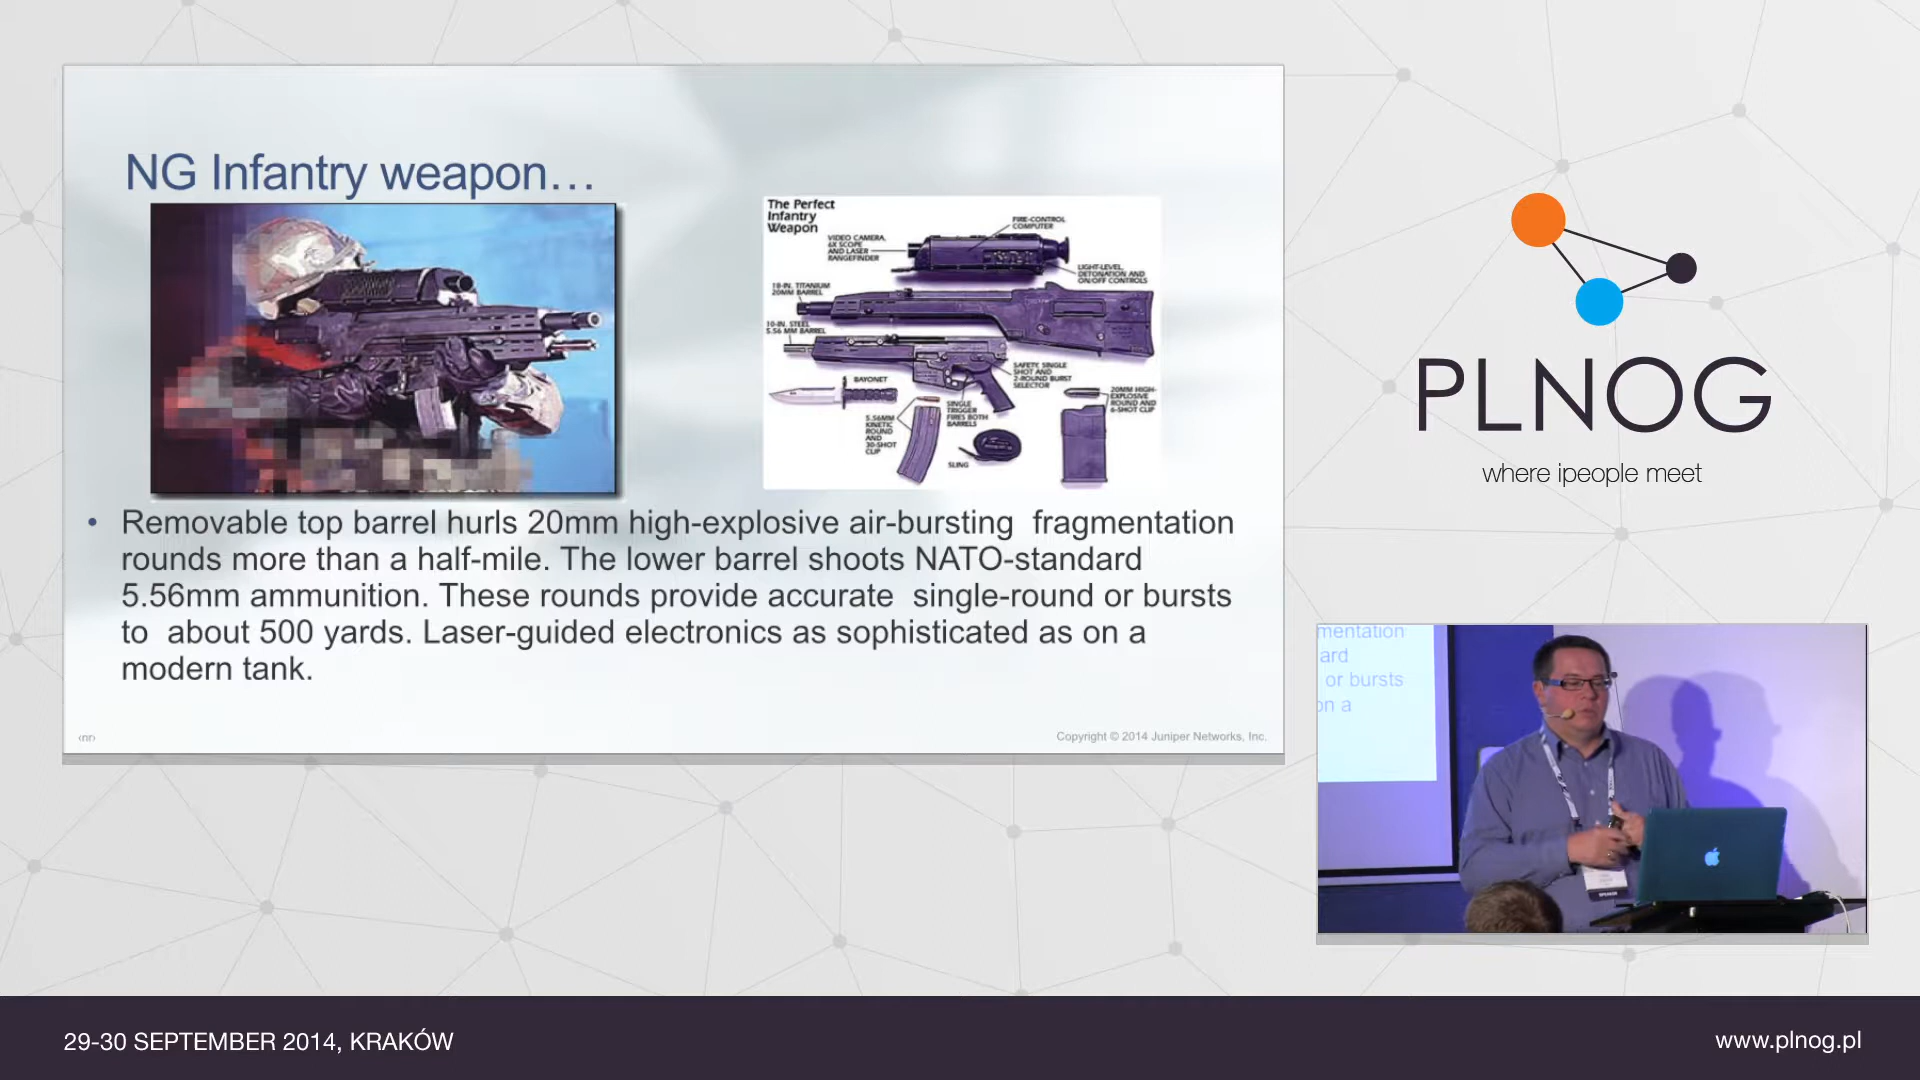 NG Infantry weapon…
The Perfect
Infantry
Weapon
FIRE-CONTROL
COMPUTER
VIDEO CAMERA,
6X SCOPE
AND LASER
RANGEFINDER
LIGHT-LEVEL,
DETONATION AND
ON/OFF CONTROLS
18-IN. TITANIUM
20MM BARREL
10-IN. STEEL
5.56 MM BARREL
SAFETY, SINGLE
SHOT AND
2-ROUND BURST
SELECTOR
BAYONET
20MM HIGH-
EXPLOSIVE
ROUND AND
6-SHOT CLIP
SINGLE
TRIGGER
FIRES BOTH
BARRELS
5.56MM
KINETIC
ROUND
AND
30-SHOT
CLIP
SLING
• Removable top barrel hurls 20mm high-explosive air-bursting fragmentation
rounds more than a half-mile. The lower barrel shoots NATO-standard
5.56mm ammunition. These rounds provide accurate single-round or bursts
to about 500 yards. Laser-guided electronics as sophisticated as on a
modern tank.
‹nr›
Copyright © 2014 Juniper Networks, Inc.
PLNOG
where ipeople meet
mentation
ard
or bursts
on a
SPEAKER
29-30 SEPTEMBER 2014, KRAKÓW
www.plnog.pl